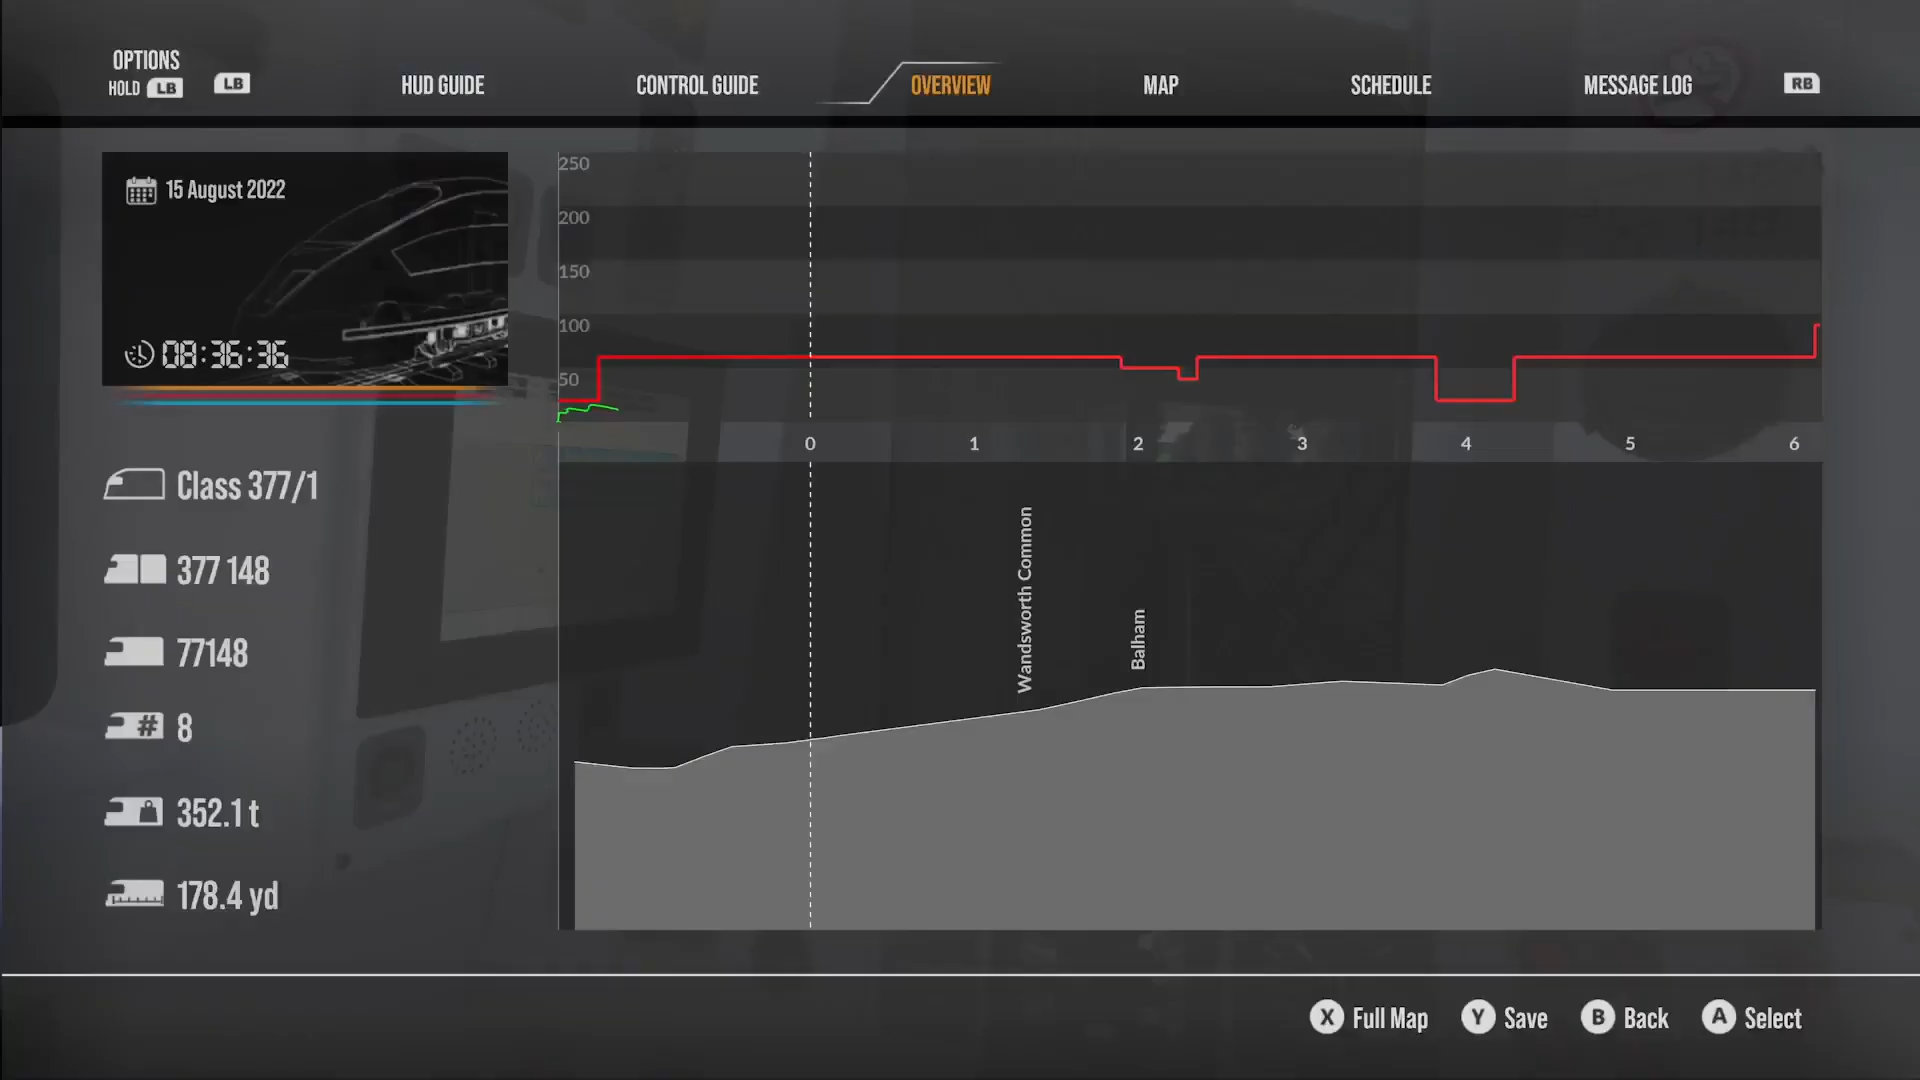 OPTIONS
HOLD LB
LB
HUD GUIDE
CONTROL GUIDE
OVERVIEW
MAP
SCHEDULE
MESSAGE LOG
RB
15 August 2022
08:36:36
Class 377/1
377 148
77148
# 8
352.1 t
178.4 yd
250
200
150
100
50
0 1 2 3 4 5 6
Wandsworth Common
Balham
X Full Map Y Save B Back A Select